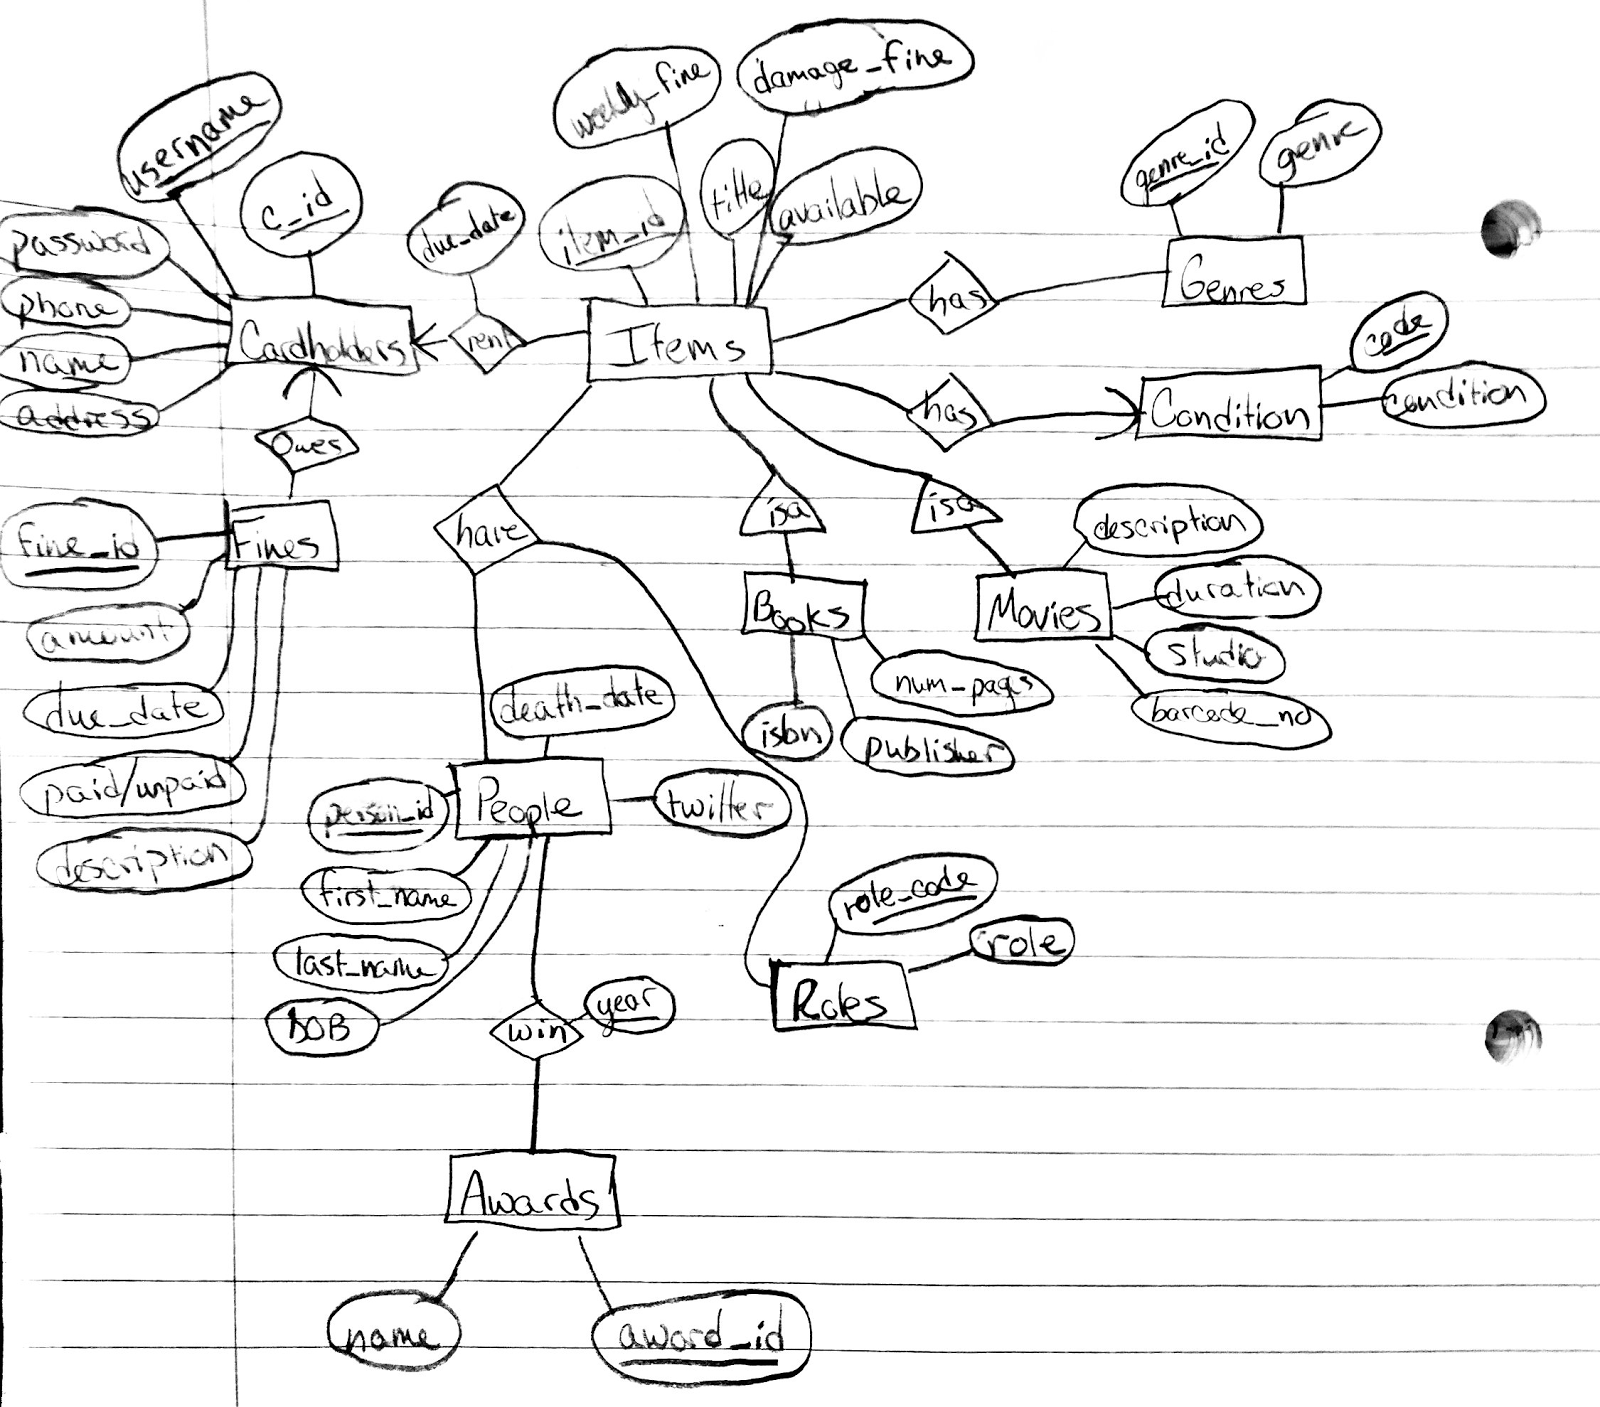 username
c_id
password
phone
name
address
Cardholders
due_date
rent
weekly_fine
damage_fine
item_id
title
available
Items
has
genre_id
genre
Genres
has
code
condition
Condition
Owes
fine_id
Fines
amount
due_date
paid/unpaid
description
have
isa
isa
Books
isbn
publisher
num_pages
Movies
description
duration
studio
barcode_no
death_date
person_id
People
twitter
first_name
last_name
DOB
role_code
role
Roles
win
year
Awards
name
award_id